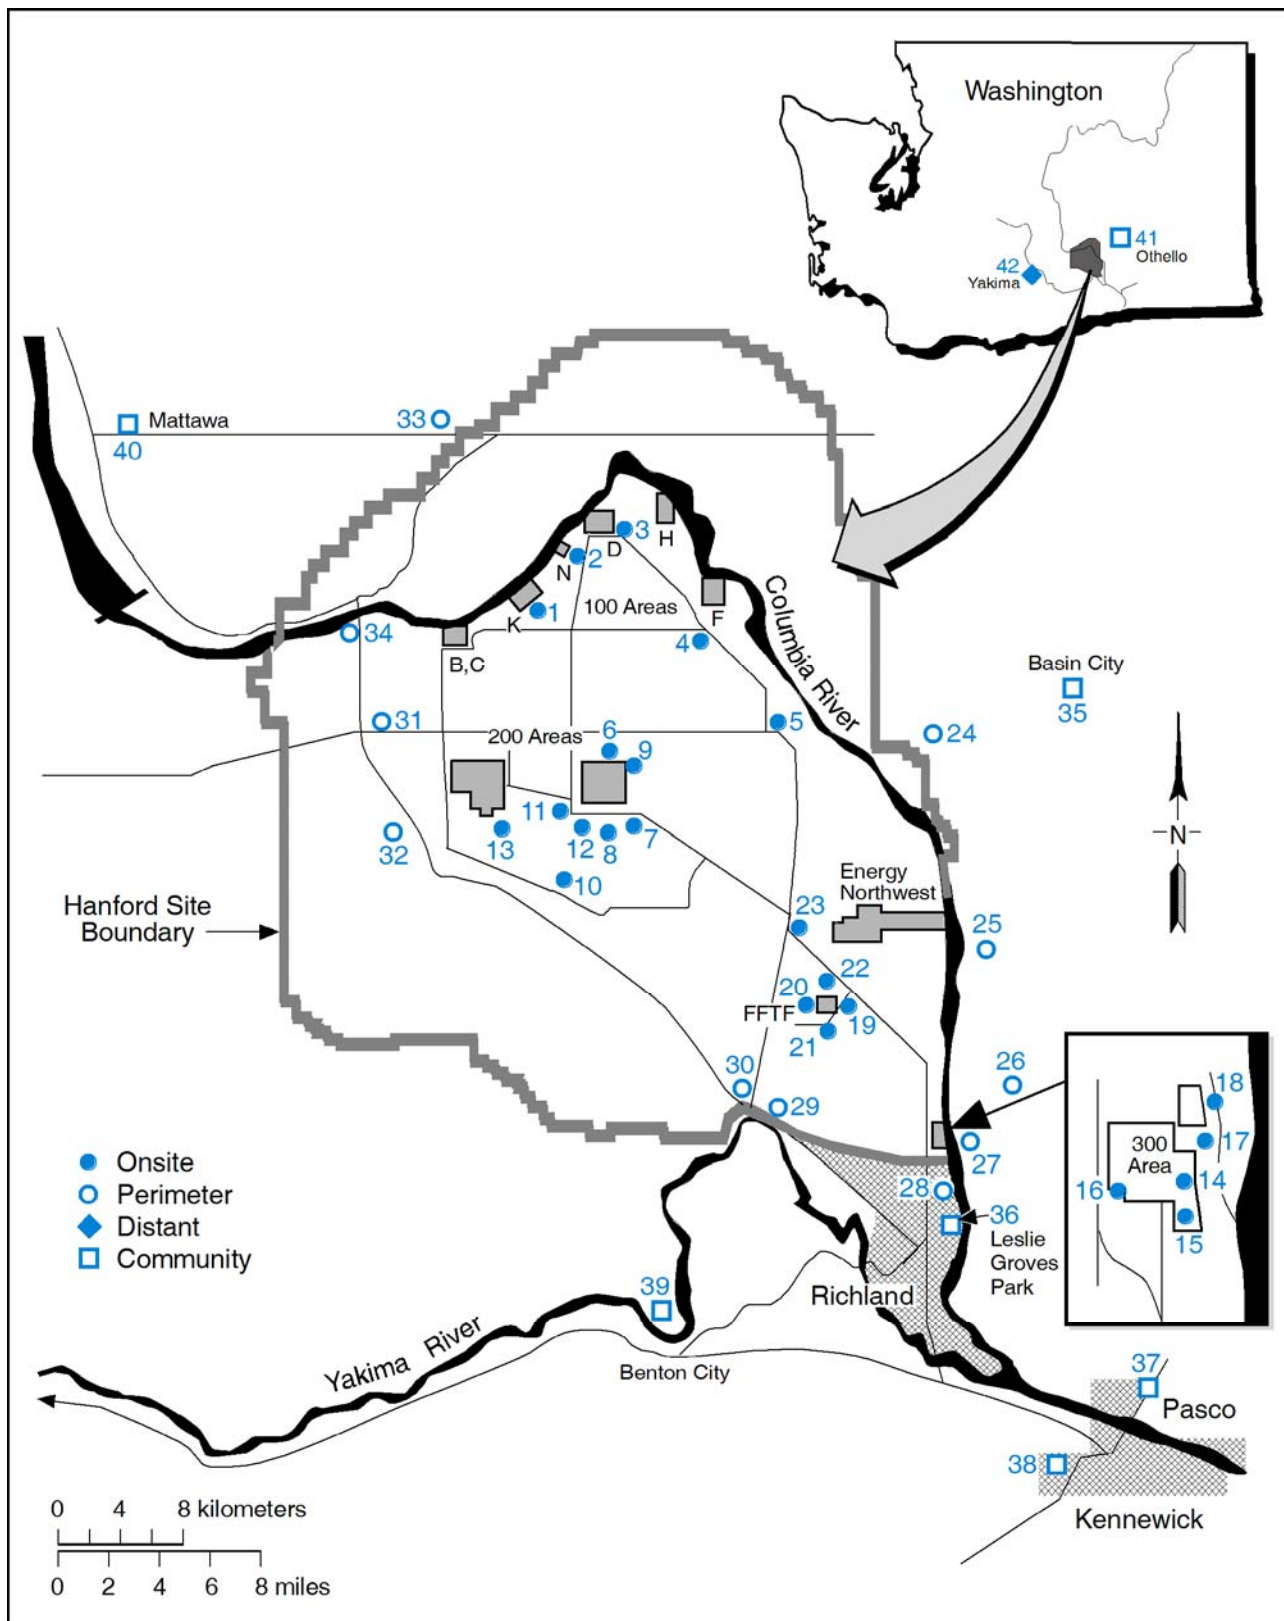 Washington
41
Othello
42
Yakima
33
Mattawa
40
3
H
D
2
N
100 Areas
1
K
F
34
4
B,C
Columbia River
Basin City
35
31
5
24
200 Areas
6
9
11
7
13
12
8
32
10
Energy
Northwest
N
Hanford Site
Boundary
23
25
22
20
FFTF
19
21
30
26
29
18
17
300
Area
14
16
15
27
28
36
Leslie
Groves
Park
Onsite
Perimeter
Distant
Community
39
Richland
Yakima River
Benton City
37
Pasco
38
Kennewick
0 4 8 kilometers
0 2 4 6 8 miles